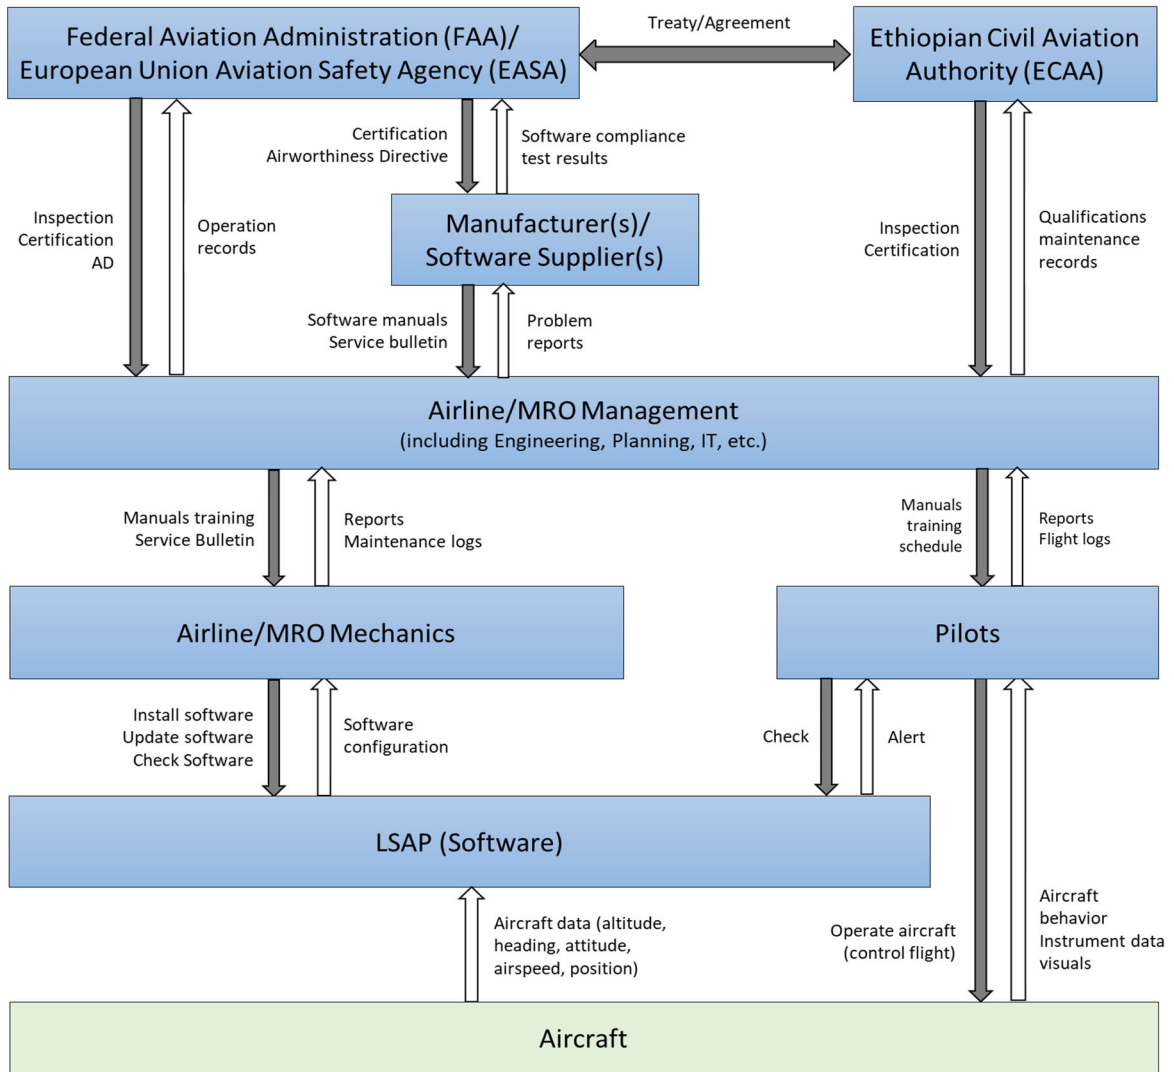 Federal Aviation Administration (FAA)/
European Union Aviation Safety Agency (EASA)
Treaty/Agreement
Ethiopian Civil Aviation
Authority (ECAA)
Certification
Airworthiness Directive
Software compliance
test results
Inspection
Certification
AD
Operation
records
Manufacturer(s)/
Software Supplier(s)
Inspection
Certification
Qualifications
maintenance
records
Software manuals
Service bulletin
Problem
reports
Airline/MRO Management
(including Engineering, Planning, IT, etc.)
Manuals training
Service Bulletin
Reports
Maintenance logs
Manuals
training
schedule
Reports
Flight logs
Airline/MRO Mechanics
Pilots
Install software
Update software
Check Software
Software
configuration
Check
Alert
LSAP (Software)
Aircraft data (altitude,
heading, attitude,
airspeed, position)
Operate aircraft
(control flight)
Aircraft
behavior
Instrument data
visuals
Aircraft